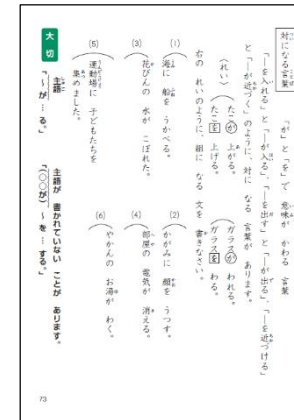 対になる言葉 「が」と「を」で 意味が かわる 言葉
「―を入れる」と「―が入る」、「―を出す」と「―が出る」、「―を近づける」
と「―が近づく」のように、対に なる 言葉が あります。
〈れい〉
たこが 上がる。
たこを 上げる。
ガラスが われる。
ガラスを わる。
右の れいのように、組に なる 文を 書きなさい。
(1) 海に 船を うかべる。
(2) かがみに 顔を うつす。
(3) 花びんの 水が こぼれた。
(4) 部屋の 電気が 消える。
(5) 運動場に 子どもたちを
集めました。
(6) やかんの お湯が わく。
大切
主語
「～が … る。」
主語が 書かれていない ことが あります。
「(○○が) ～を … する。」
73